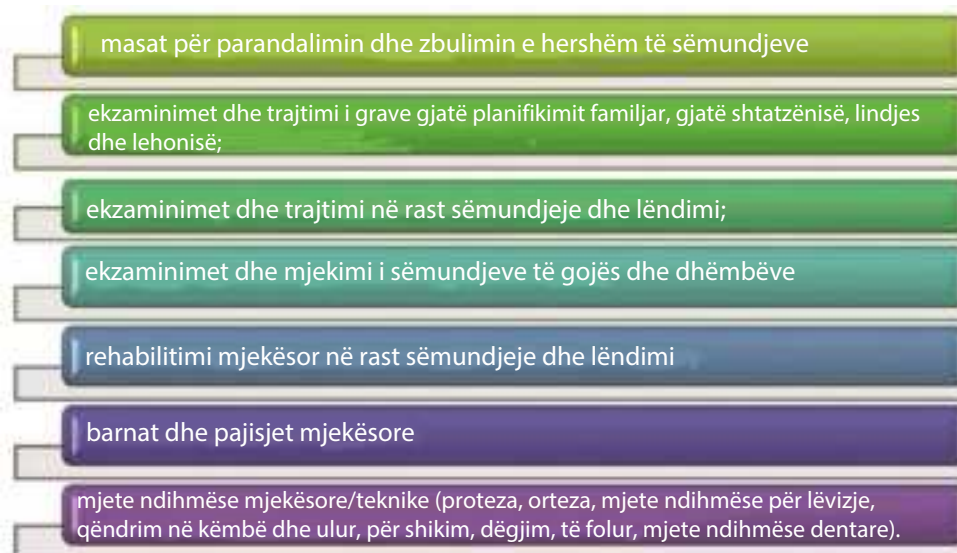 masat për parandalimin dhe zbulimin e hershëm të sëmundjeve
ekzaminimet dhe trajtimi i grave gjatë planifikimit familjar, gjatë shtatzënisë, lindjes
dhe lehonisë;
ekzaminimet dhe trajtimi në rast sëmundjeje dhe lëndimi;
ekzaminimet dhe mjekimi i sëmundjeve të gojës dhe dhëmbëve
rehabilitimi mjekësor në rast sëmundjeje dhe lëndimi
barnat dhe pajisjet mjekësore
mjete ndihmëse mjekësore/teknike (proteza, orteza, mjete ndihmëse për lëvizje,
qëndrim në këmbë dhe ulur, për shikim, dëgjim, të folur, mjete ndihmëse dentare).